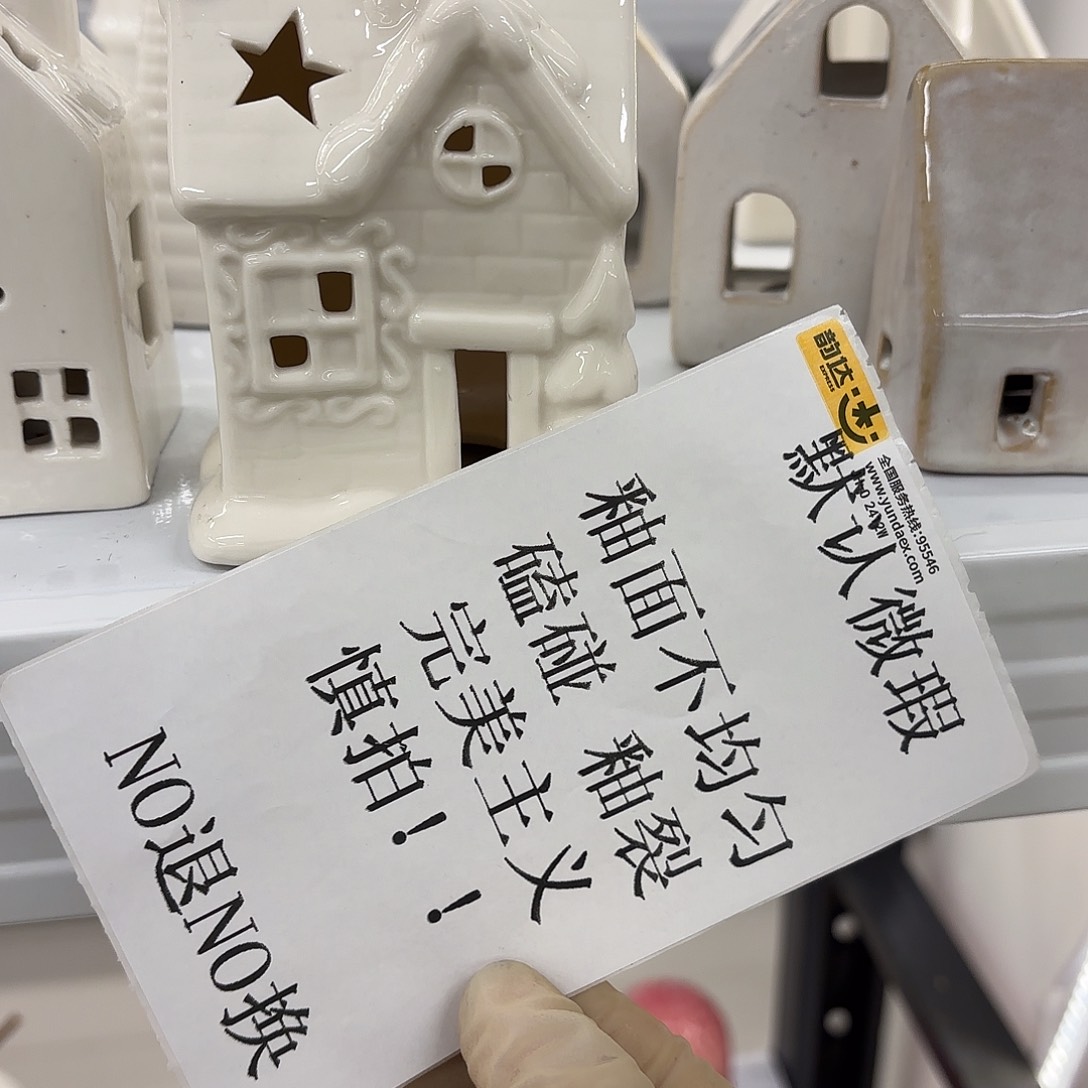 韵达
EXPRESS
全国服务热线:95546
www.yundaex.com
默认微瑕
釉面不均匀
磕碰 釉裂
完美主义
慎拍！！
NO退NO换